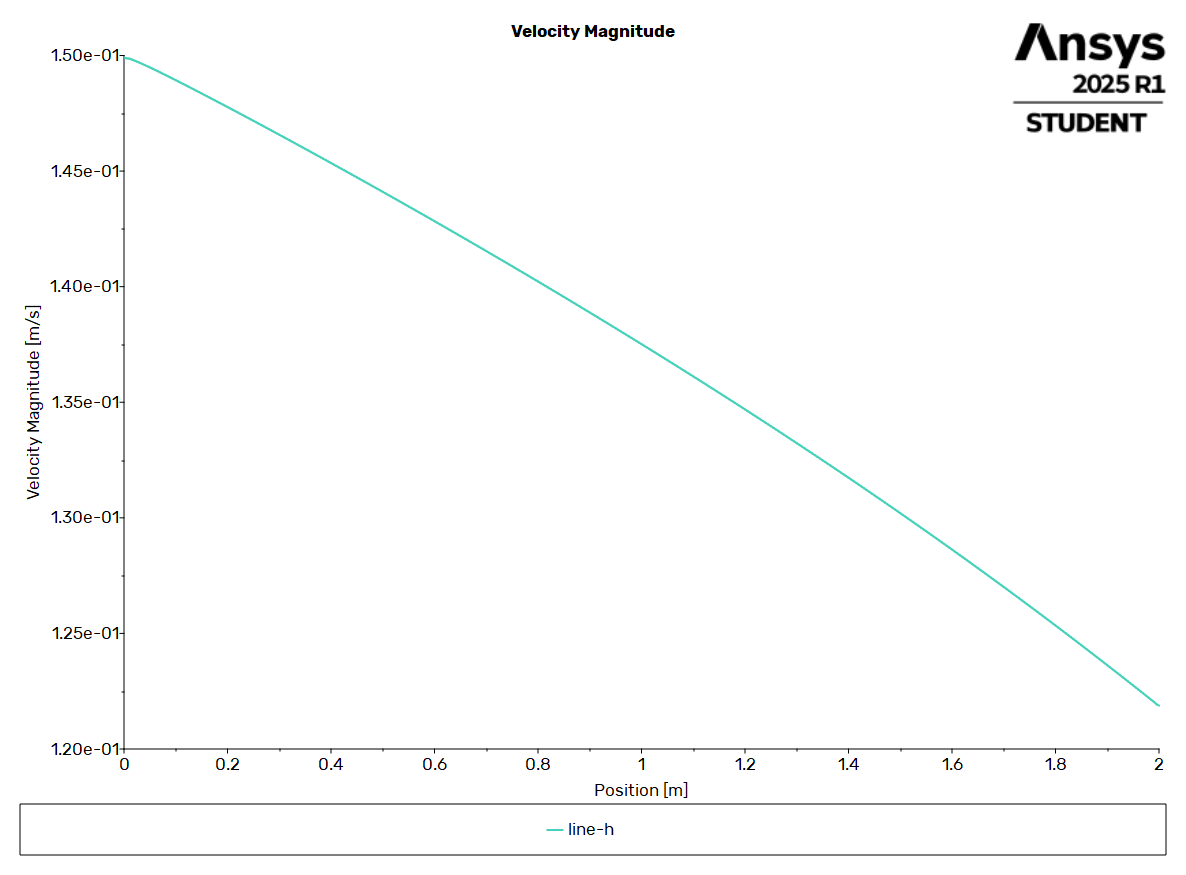 Velocity Magnitude
Ansys
2025 R1
STUDENT
1.50e-01
1.45e-01
1.40e-01
1.35e-01
1.30e-01
1.25e-01
1.20e-01
Velocity Magnitude [m/s]
0 0.2 0.4 0.6 0.8 1 1.2 1.4 1.6 1.8 2
Position [m]
line-h